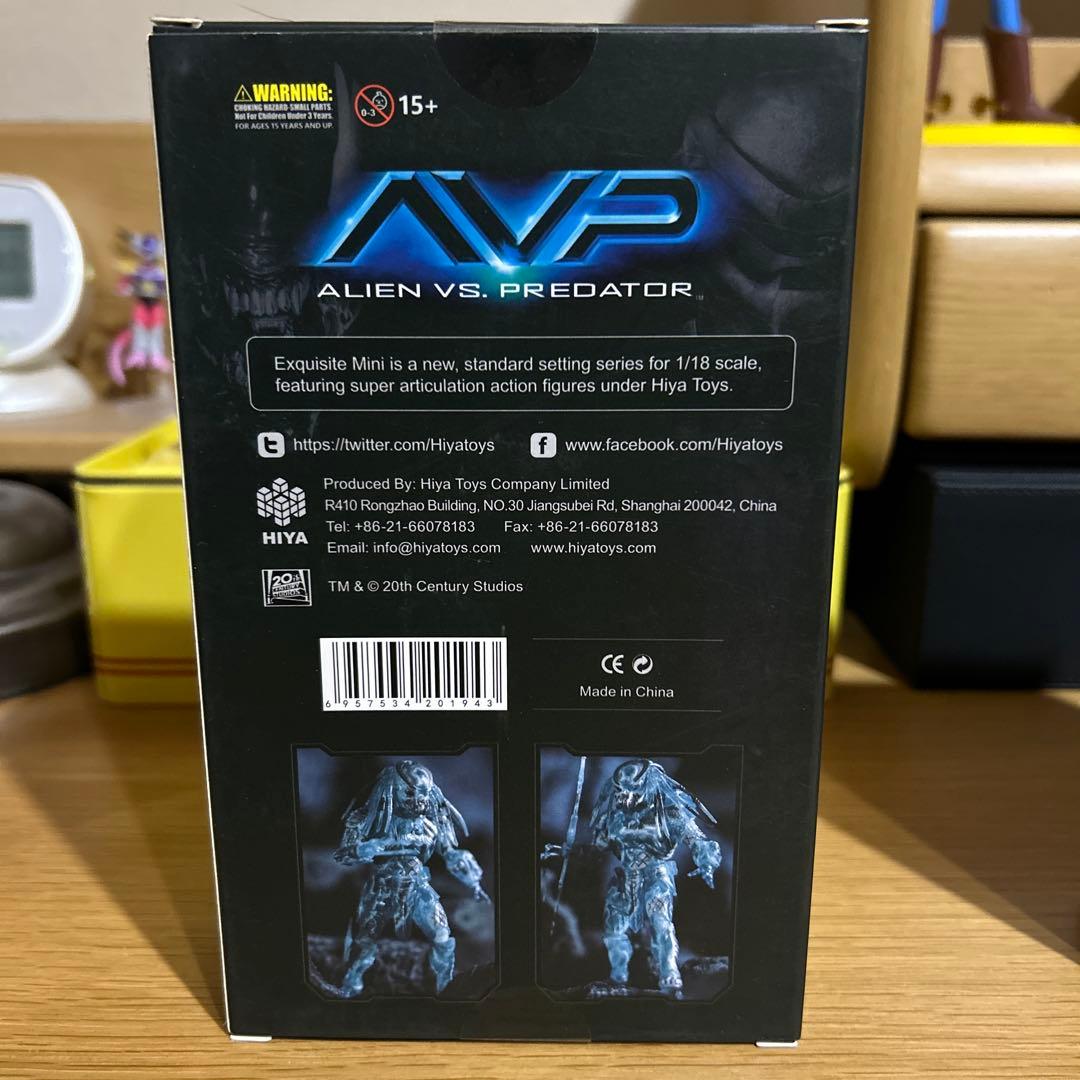 WARNING:
CHOKING HAZARD-SMALL PARTS.
Not For Children Under 3 Years.
FOR AGES 15 YEARS AND UP.
0-3
15+
AVP
ALIEN VS. PREDATOR™
Exquisite Mini is a new, standard setting series for 1/18 scale,
featuring super articulation action figures under Hiya Toys.
https://twitter.com/Hiyatoys
www.facebook.com/Hiyatoys
Produced By: Hiya Toys Company Limited
R410 Rongzhao Building, NO.30 Jiangsubei Rd, Shanghai 200042, China
Tel: +86-21-66078183 Fax: +86-21-66078183
Email: info@hiyatoys.com www.hiyatoys.com
HIYA
20th CENTURY STUDIOS
TM & © 20th Century Studios
6 957534 201943
CE
Made in China